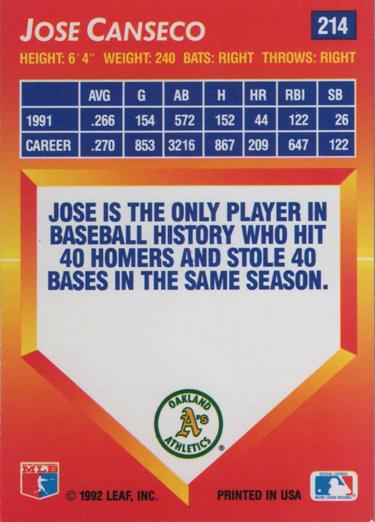 JOSE CANSECO 214
HEIGHT: 6'4" WEIGHT: 240 BATS: RIGHT THROWS: RIGHT
AVG G AB H HR RBI SB
1991 .266 154 572 152 44 122 26
CAREER .270 853 3216 867 209 647 122
JOSE IS THE ONLY PLAYER IN
BASEBALL HISTORY WHO HIT
40 HOMERS AND STOLE 40
BASES IN THE SAME SEASON.
OAKLAND
A's
ATHLETICS
®
MLB
© 1992 LEAF, INC. PRINTED IN USA